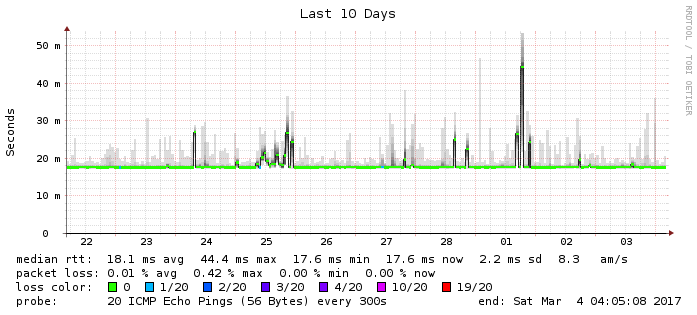 Last 10 Days
RRDTOOL / TOBI OETIKER
Seconds
50 m
40 m
30 m
20 m
10 m
0
22 23 24 25 26 27 28 01 02 03
median rtt: 18.1 ms avg 44.4 ms max 17.6 ms min 17.6 ms now 2.2 ms sd 8.3 am/s
packet loss: 0.01 % avg 0.42 % max 0.00 % min 0.00 % now
loss color: 0 1/20 2/20 3/20 4/20 10/20 19/20
probe: 20 ICMP Echo Pings (56 Bytes) every 300s end: Sat Mar 4 04:05:08 2017